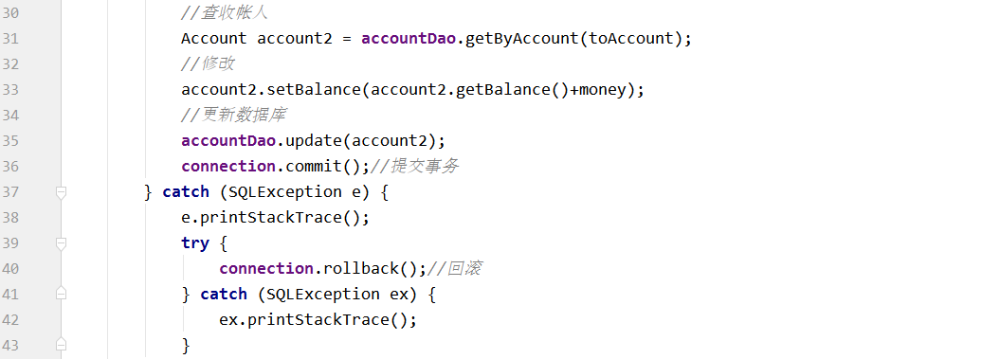 30 //查收帐人
31 Account account2 = accountDao.getByAccount(toAccount);
32 //修改
33 account2.setBalance(account2.getBalance()+money);
34 //更新数据库
35 accountDao.update(account2);
36 connection.commit();//提交事务
37 } catch (SQLException e) {
38 e.printStackTrace();
39 try {
40 connection.rollback();//回滚
41 } catch (SQLException ex) {
42 ex.printStackTrace();
43 }